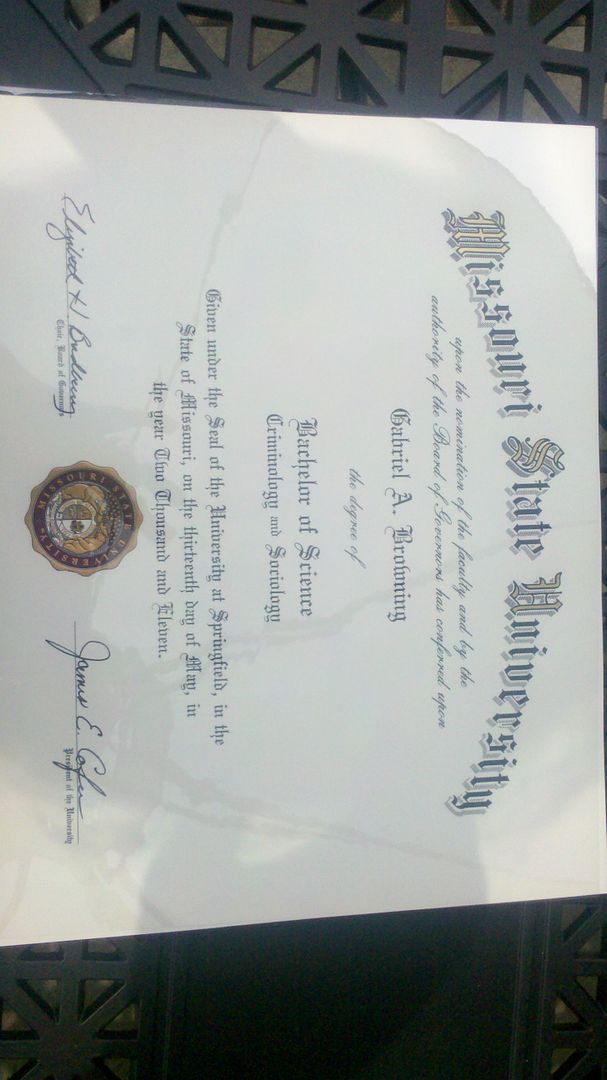 Missouri State University
upon the nomination of the faculty and by the
authority of the Board of Governors has conferred upon
Gabriel A. Browning
the degree of
Bachelor of Science
Criminology and Sociology
Given under the Seal of the University at Springfield, in the
State of Missouri, on the thirteenth day of May, in
the year Two Thousand and Eleven.
Chair, Board of Governors
MISSOURI STATE UNIVERSITY
James E. Cofer
President of the University